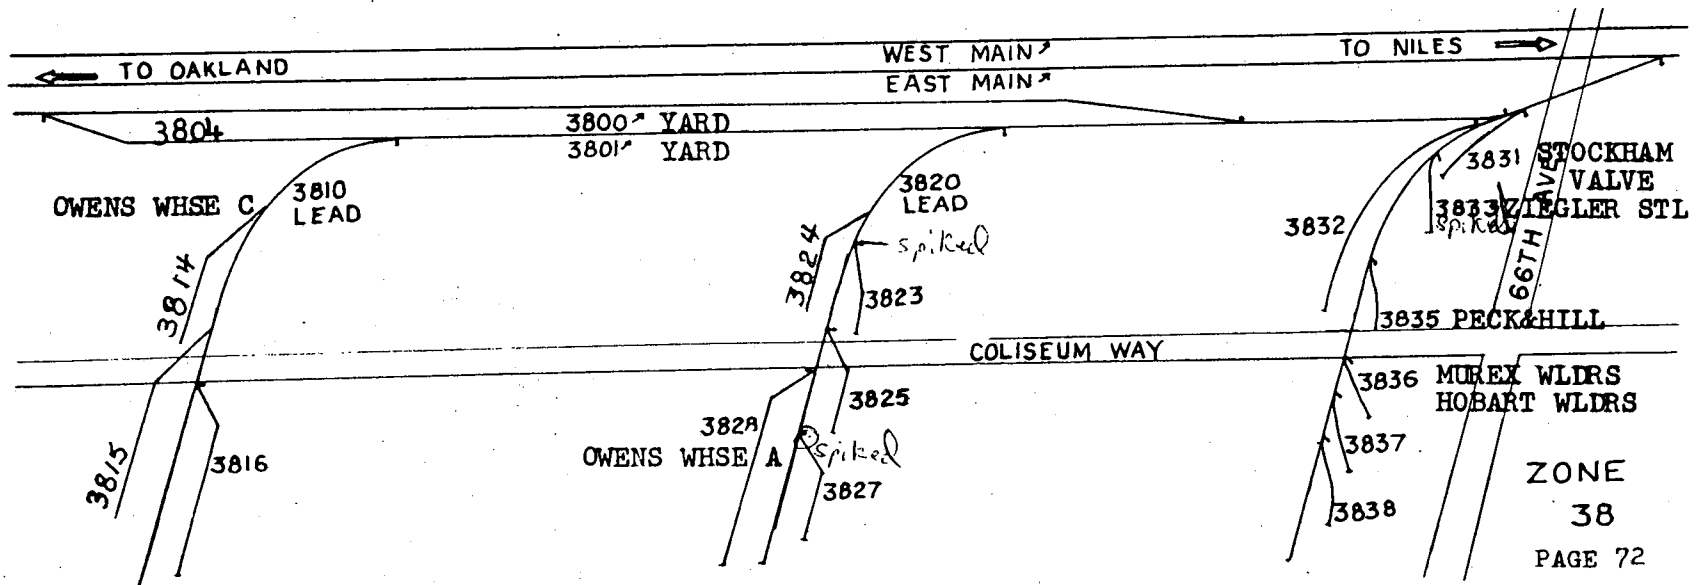 WEST MAIN
TO NILES
TO OAKLAND
EAST MAIN
3804
3800 YARD
3801 YARD
3831 STOCKHAM
VALVE
OWENS WHSE C
3810
LEAD
3820
LEAD
3833 ZIEGLER STL
spiked
3832
3824
spiked
66TH AVE
3814
3823
3835 PECK&HILL
COLISEUM WAY
3836 MUREX WLDRS
HOBART WLDRS
3825
3828
3837
OWENS WHSE A
spiked
3816
3815
3827
3838
ZONE
38
PAGE 72